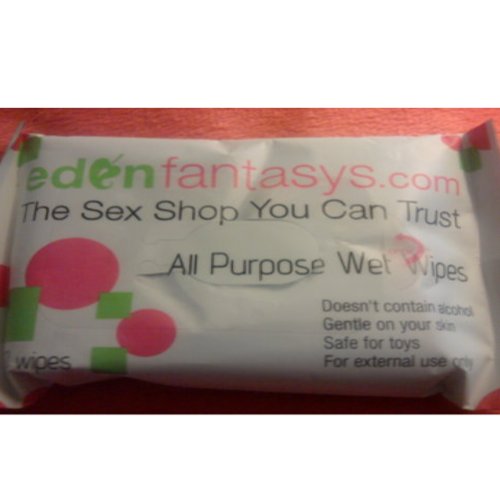 edenfantasys.com
The Sex Shop You Can Trust
All Purpose Wet Wipes
Doesn't contain alcohol
Gentle on your skin
Safe for toys
For external use only
wipes